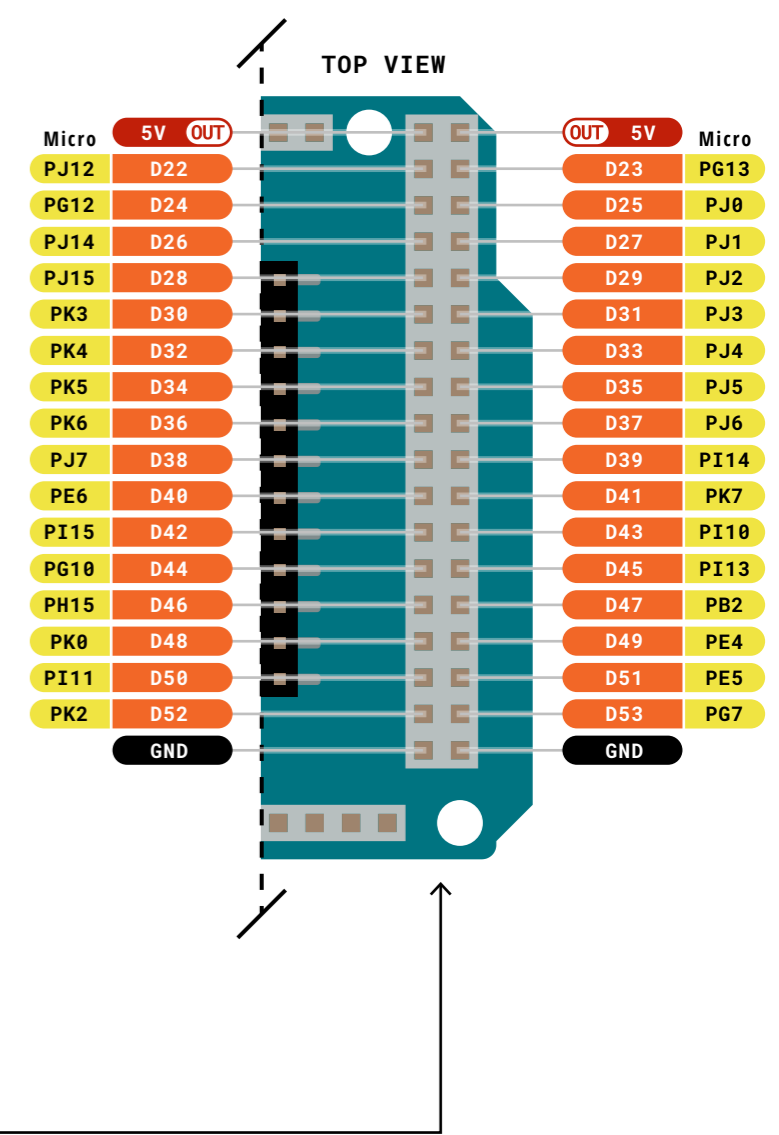 TOP VIEW
5V OUT OUT 5V
Micro Micro
PJ12 D22 D23 PG13
PG12 D24 D25 PJ0
PJ14 D26 D27 PJ1
PJ15 D28 D29 PJ2
PK3 D30 D31 PJ3
PK4 D32 D33 PJ4
PK5 D34 D35 PJ5
PK6 D36 D37 PJ6
PJ7 D38 D39 PI14
PE6 D40 D41 PK7
PI15 D42 D43 PI10
PG10 D44 D45 PI13
PH15 D46 D47 PB2
PK0 D48 D49 PE4
PI11 D50 D51 PE5
PK2 D52 D53 PG7
GND GND